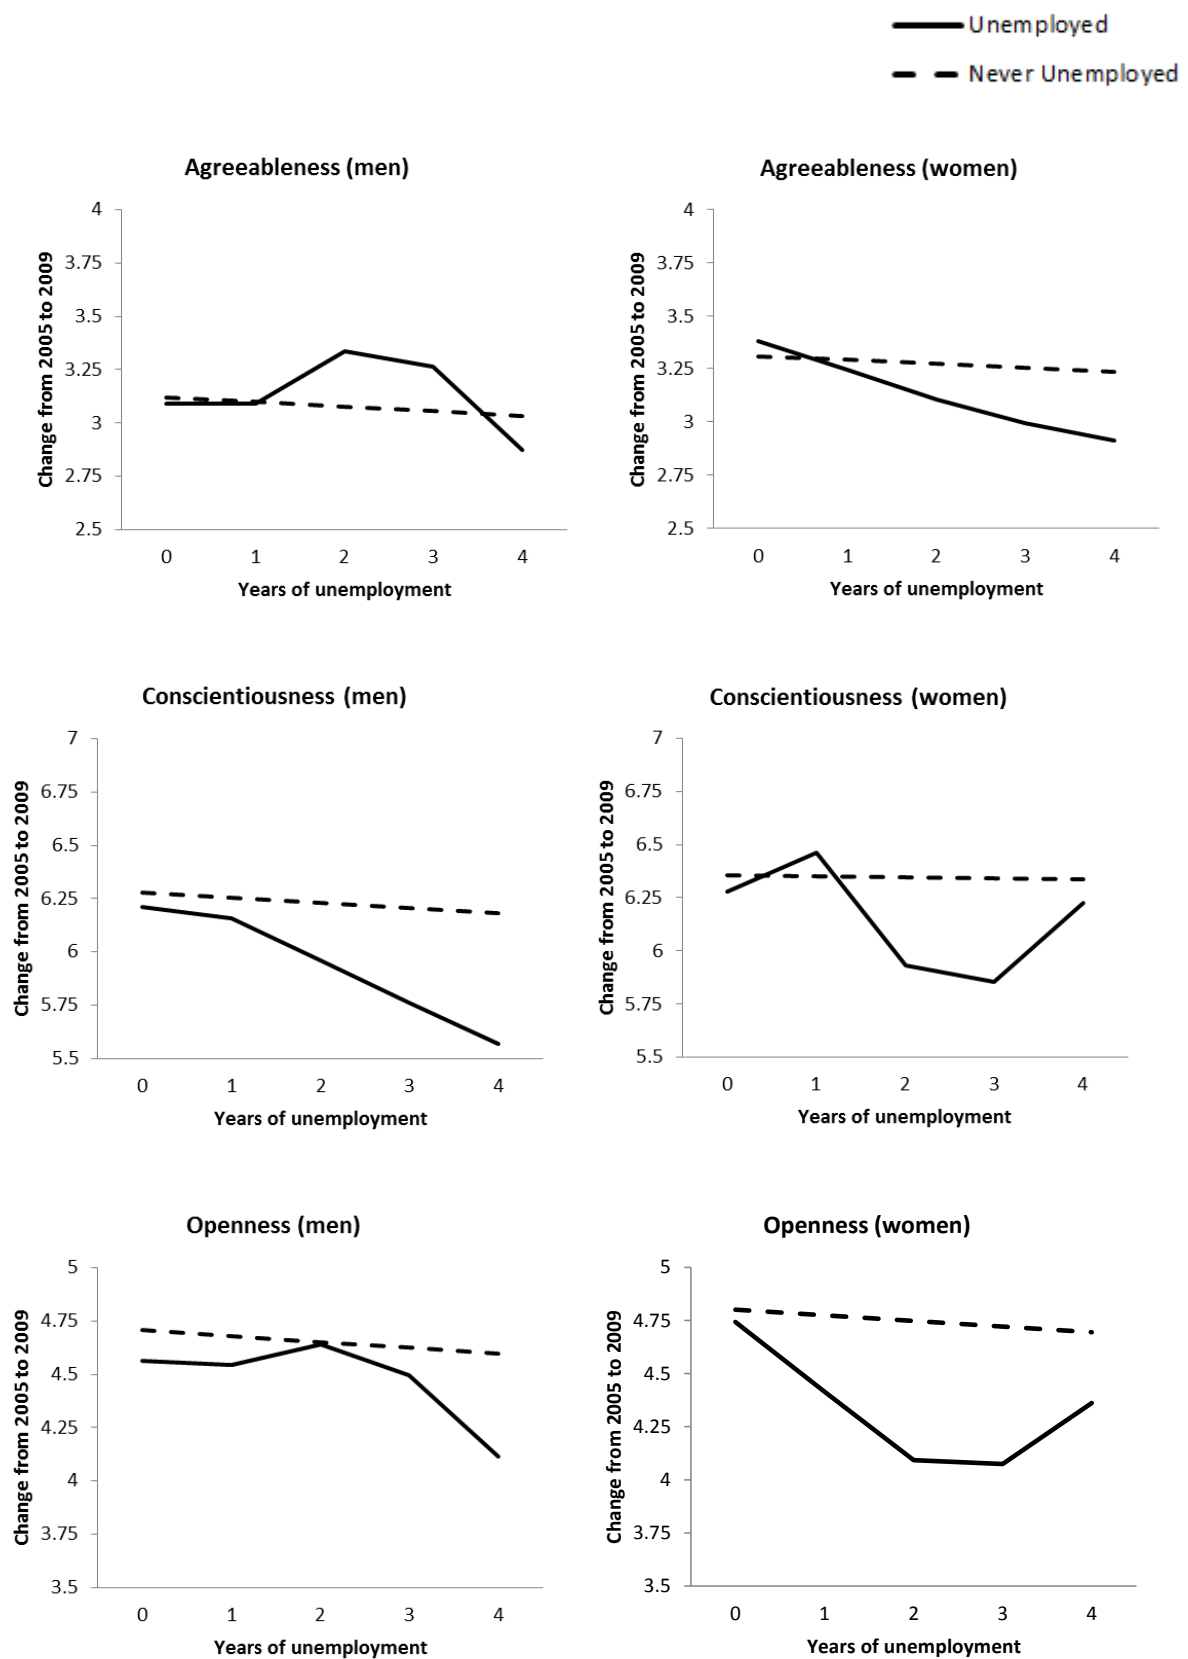 Unemployed
Never Unemployed
Agreeableness (men)
4
3.75
3.5
3.25
3
2.75
2.5
Change from 2005 to 2009
0 1 2 3 4
Years of unemployment
Agreeableness (women)
4
3.75
3.5
3.25
3
2.75
2.5
Change from 2005 to 2009
0 1 2 3 4
Years of unemployment
Conscientiousness (men)
7
6.75
6.5
6.25
6
5.75
5.5
Change from 2005 to 2009
0 1 2 3 4
Years of unemployment
Conscientiousness (women)
7
6.75
6.5
6.25
6
5.75
5.5
Change from 2005 to 2009
0 1 2 3 4
Years of unemployment
Openness (men)
5
4.75
4.5
4.25
4
3.75
3.5
Change from 2005 to 2009
0 1 2 3 4
Years of unemployment
Openness (women)
5
4.75
4.5
4.25
4
3.75
3.5
Change from 2005 to 2009
0 1 2 3 4
Years of unemployment